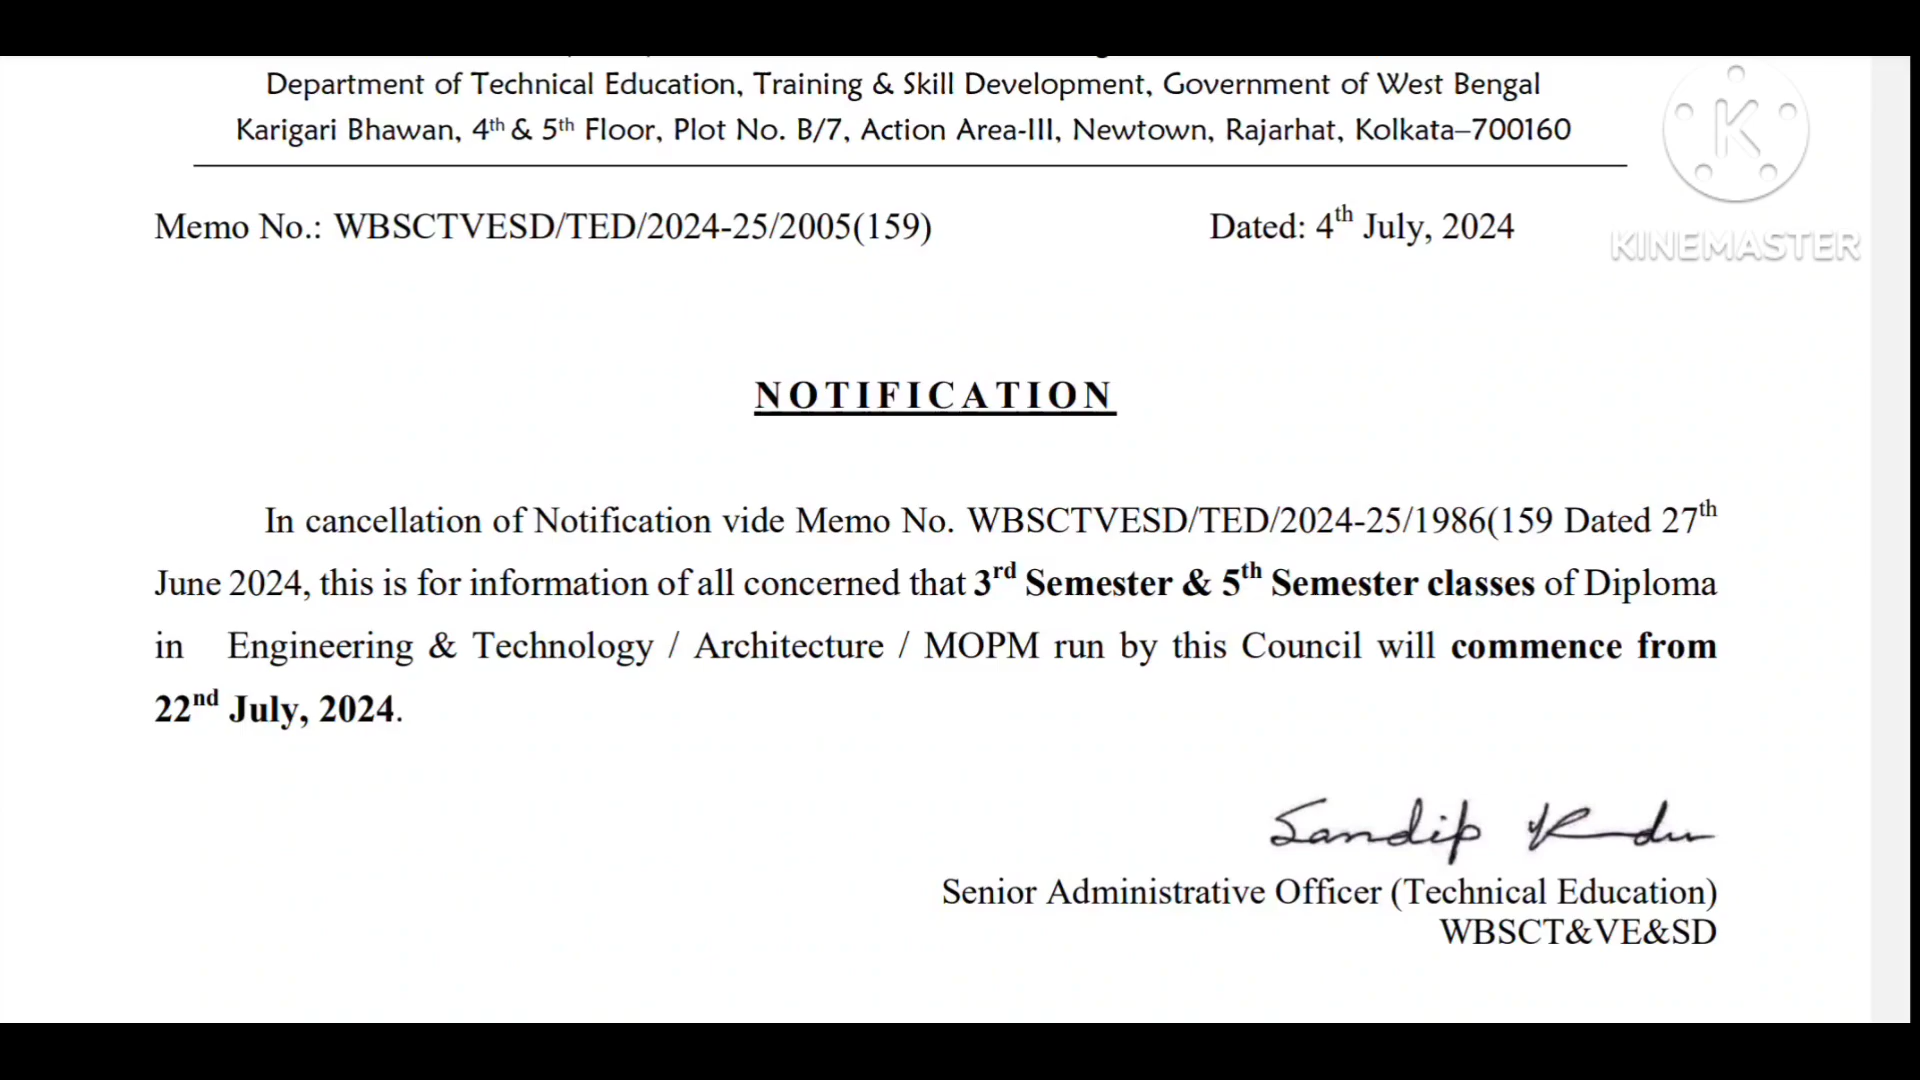 Department of Technical Education, Training & Skill Development, Government of West Bengal
Karigari Bhawan, 4th & 5th Floor, Plot No. B/7, Action Area-III, Newtown, Rajarhat, Kolkata–700160
Memo No.: WBSCTVESD/TED/2024-25/2005(159) Dated: 4th July, 2024
K
KINEMASTER
NOTIFICATION
In cancellation of Notification vide Memo No. WBSCTVESD/TED/2024-25/1986(159 Dated 27th
June 2024, this is for information of all concerned that 3rd Semester & 5th Semester classes of Diploma
in Engineering & Technology / Architecture / MOPM run by this Council will commence from
22nd July, 2024.
Sandip Kundu
Senior Administrative Officer (Technical Education)
WBSCT&VE&SD